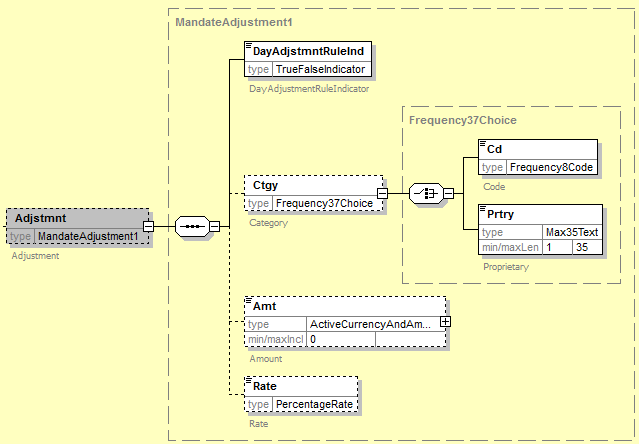 MandateAdjustment1
DayAdjstmntRuleInd
type TrueFalseIndicator
DayAdjustmentRuleIndicator
Frequency37Choice
Cd
type Frequency8Code
Code
Ctgy
type Frequency37Choice
Category
Prtry
type Max35Text
min/maxLen 1 35
Proprietary
Adjstmnt
type MandateAdjustment1
Adjustment
Amt
type ActiveCurrencyAndAm...
min/maxIncl 0
Amount
Rate
type PercentageRate
Rate